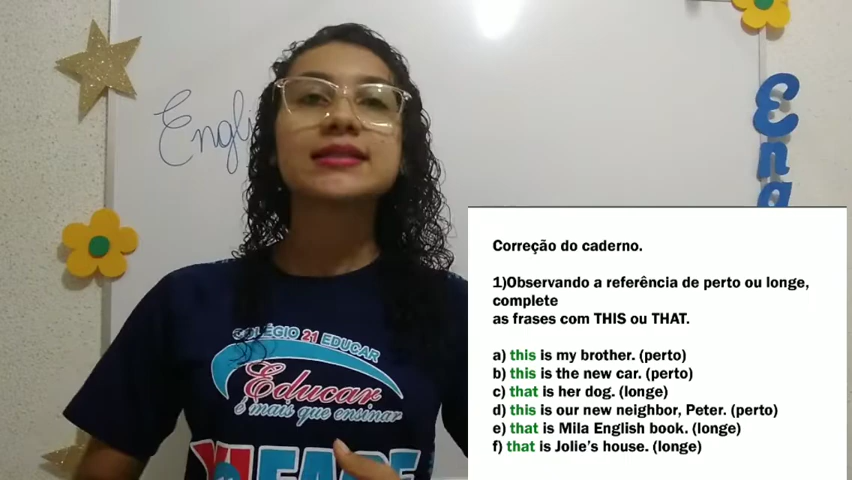 Engli
Eng
COLÉGIO 21 EDUCAR
Educar
é mais que ensinar
Correção do caderno.
1)Observando a referência de perto ou longe,
complete
as frases com THIS ou THAT.
a) this is my brother. (perto)
b) this is the new car. (perto)
c) that is her dog. (longe)
d) this is our new neighbor, Peter. (perto)
e) that is Mila English book. (longe)
f) that is Jolie's house. (longe)